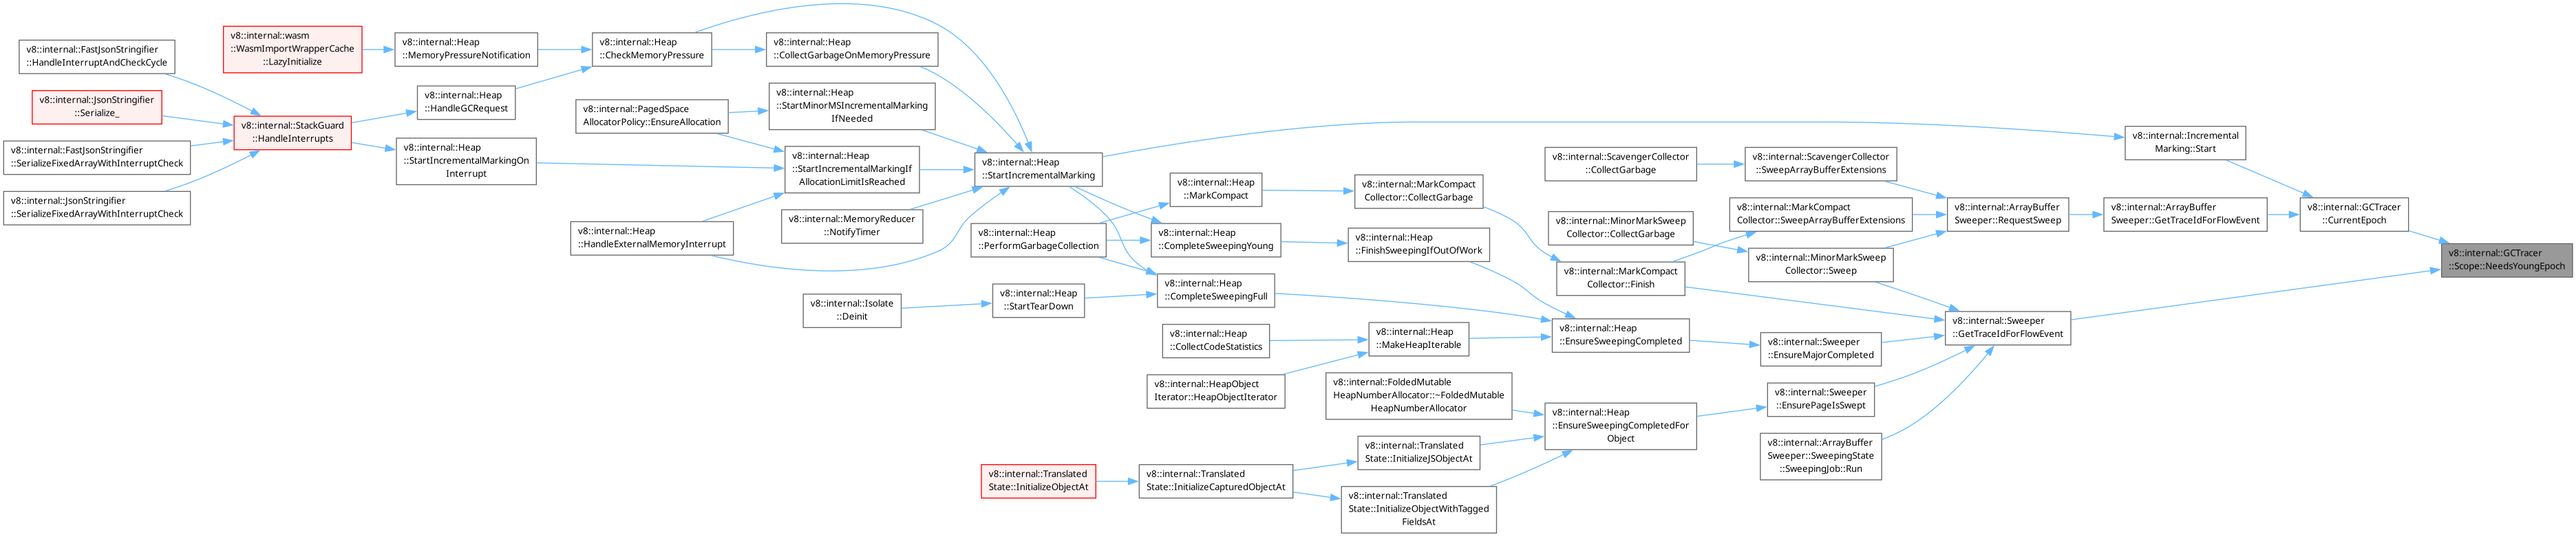 v8::internal::FastJsonStringifier
::HandleInterruptAndCheckCycle
v8::internal::JsonStringifier
::Serialize_
v8::internal::FastJsonStringifier
::SerializeFixedArrayWithInterruptCheck
v8::internal::JsonStringifier
::SerializeFixedArrayWithInterruptCheck
v8::internal::wasm
::WasmImportWrapperCache
::LazyInitialize
v8::internal::StackGuard
::HandleInterrupts
v8::internal::Heap
::MemoryPressureNotification
v8::internal::Heap
::HandleGCRequest
v8::internal::Heap
::StartIncrementalMarkingOn
Interrupt
v8::internal::Heap
::CheckMemoryPressure
v8::internal::PagedSpace
AllocatorPolicy::EnsureAllocation
v8::internal::Heap
::HandleExternalMemoryInterrupt
v8::internal::Heap
::CollectGarbageOnMemoryPressure
v8::internal::Heap
::StartMinorMSIncrementalMarking
IfNeeded
v8::internal::Heap
::StartIncrementalMarkingIf
AllocationLimitIsReached
v8::internal::MemoryReducer
::NotifyTimer
v8::internal::Isolate
::Deinit
v8::internal::Heap
::StartIncrementalMarking
v8::internal::Heap
::PerformGarbageCollection
v8::internal::Heap
::StartTearDown
v8::internal::Translated
State::InitializeObjectAt
v8::internal::Heap
::MarkCompact
v8::internal::Heap
::CompleteSweepingYoung
v8::internal::Heap
::CompleteSweepingFull
v8::internal::Heap
::CollectCodeStatistics
v8::internal::HeapObject
Iterator::HeapObjectIterator
v8::internal::Translated
State::InitializeCapturedObjectAt
v8::internal::MarkCompact
Collector::CollectGarbage
v8::internal::Heap
::FinishSweepingIfOutOfWork
v8::internal::Heap
::MakeHeapIterable
v8::internal::FoldedMutable
HeapNumberAllocator::~FoldedMutable
HeapNumberAllocator
v8::internal::Translated
State::InitializeJSObjectAt
v8::internal::Translated
State::InitializeObjectWithTagged
FieldsAt
v8::internal::ScavengerCollector
::CollectGarbage
v8::internal::MinorMarkSweep
Collector::CollectGarbage
v8::internal::MarkCompact
Collector::Finish
v8::internal::Heap
::EnsureSweepingCompleted
v8::internal::Heap
::EnsureSweepingCompletedFor
Object
v8::internal::ScavengerCollector
::SweepArrayBufferExtensions
v8::internal::MarkCompact
Collector::SweepArrayBufferExtensions
v8::internal::MinorMarkSweep
Collector::Sweep
v8::internal::Sweeper
::EnsureMajorCompleted
v8::internal::Sweeper
::EnsurePageIsSwept
v8::internal::ArrayBuffer
Sweeper::SweepingState
::SweepingJob::Run
v8::internal::ArrayBuffer
Sweeper::RequestSweep
v8::internal::Sweeper
::GetTraceIdForFlowEvent
v8::internal::Incremental
Marking::Start
v8::internal::ArrayBuffer
Sweeper::GetTraceIdForFlowEvent
v8::internal::GCTracer
::CurrentEpoch
v8::internal::GCTracer
::Scope::NeedsYoungEpoch